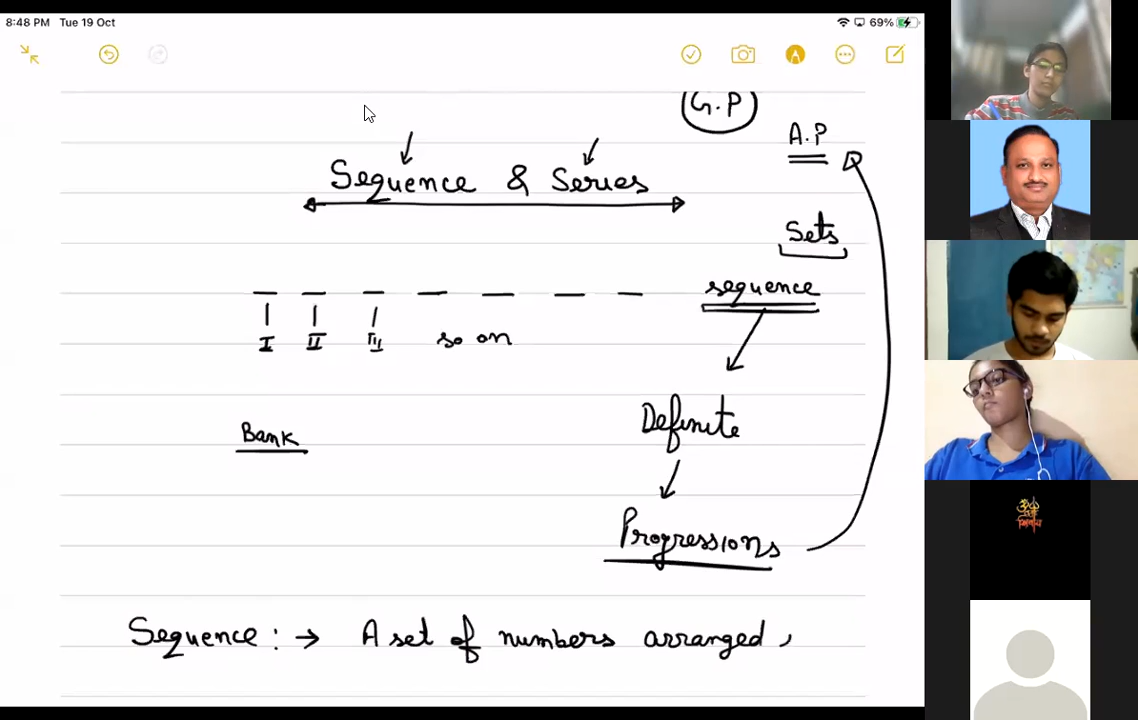 8:48 PM Tue 19 Oct
69%
G.P
A.P
Sequence & Series
Sets
sequence
I II III so on
Definite
Bank
Progressions
Sequence : → A set of numbers arranged